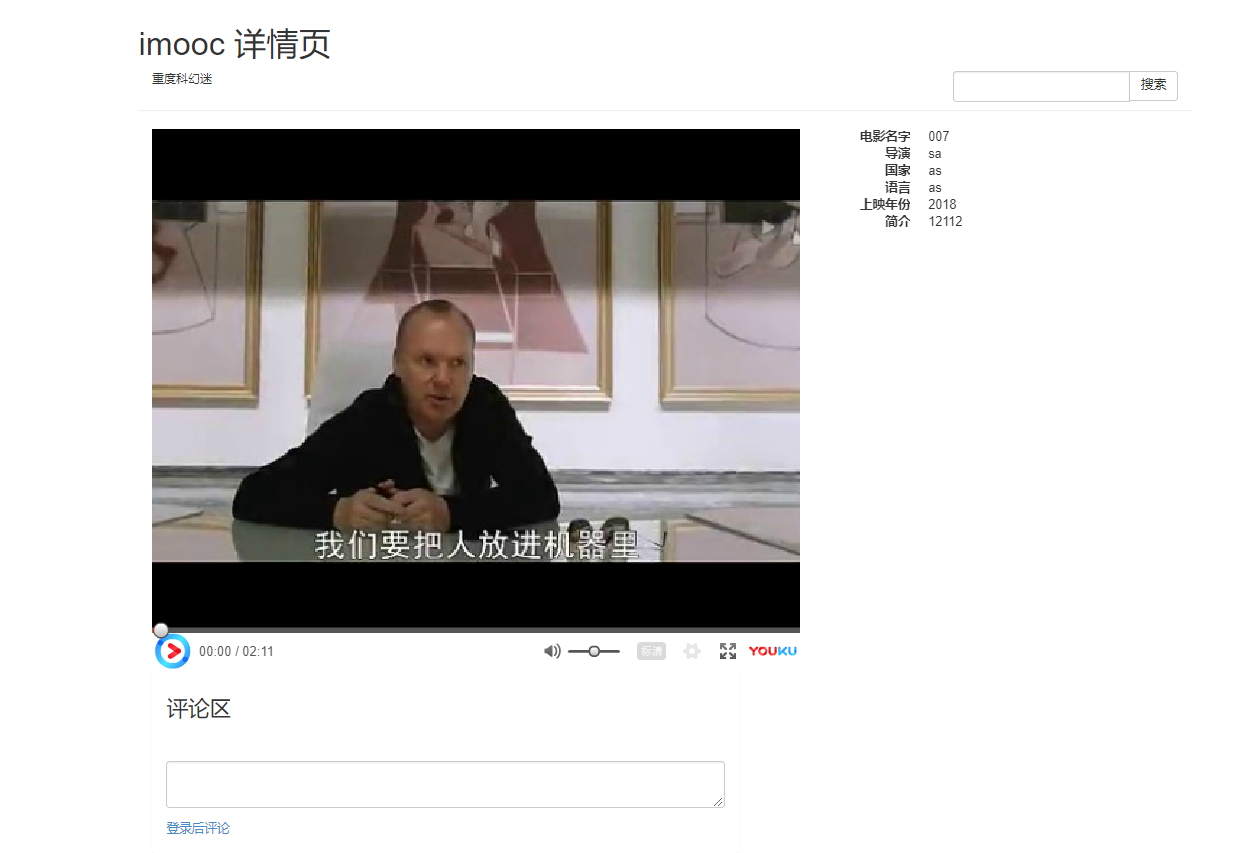 imooc 详情页
重度科幻迷
搜索
电影名字 007
导演 sa
国家 as
语言 as
上映年份 2018
简介 12112
我们要把人放进机器里
00:00 / 02:11
标清
YOUKU
评论区
登录后评论